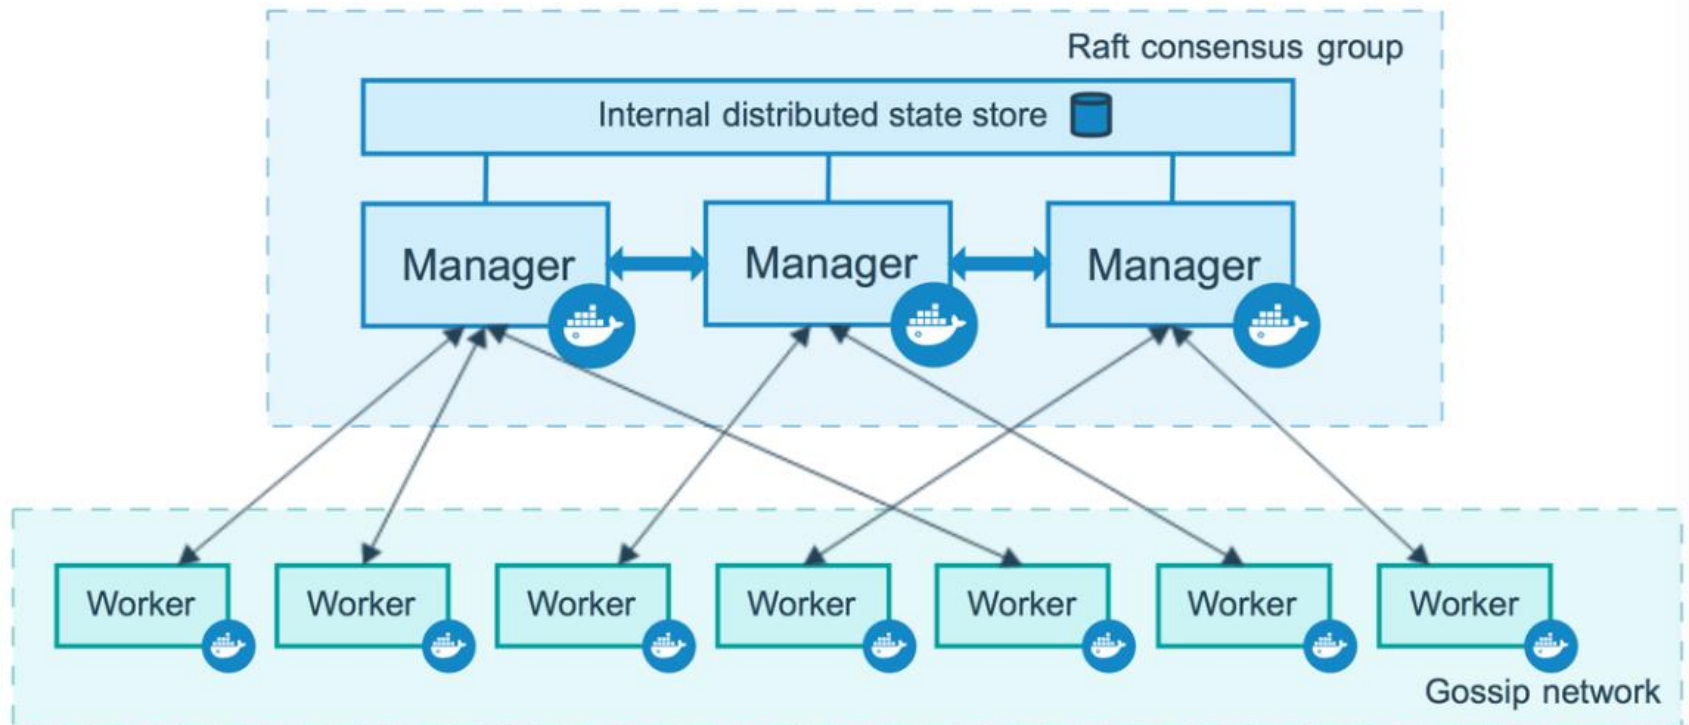 Raft consensus group
Internal distributed state store
Manager
Manager
Manager
Worker
Worker
Worker
Worker
Worker
Worker
Worker
Gossip network